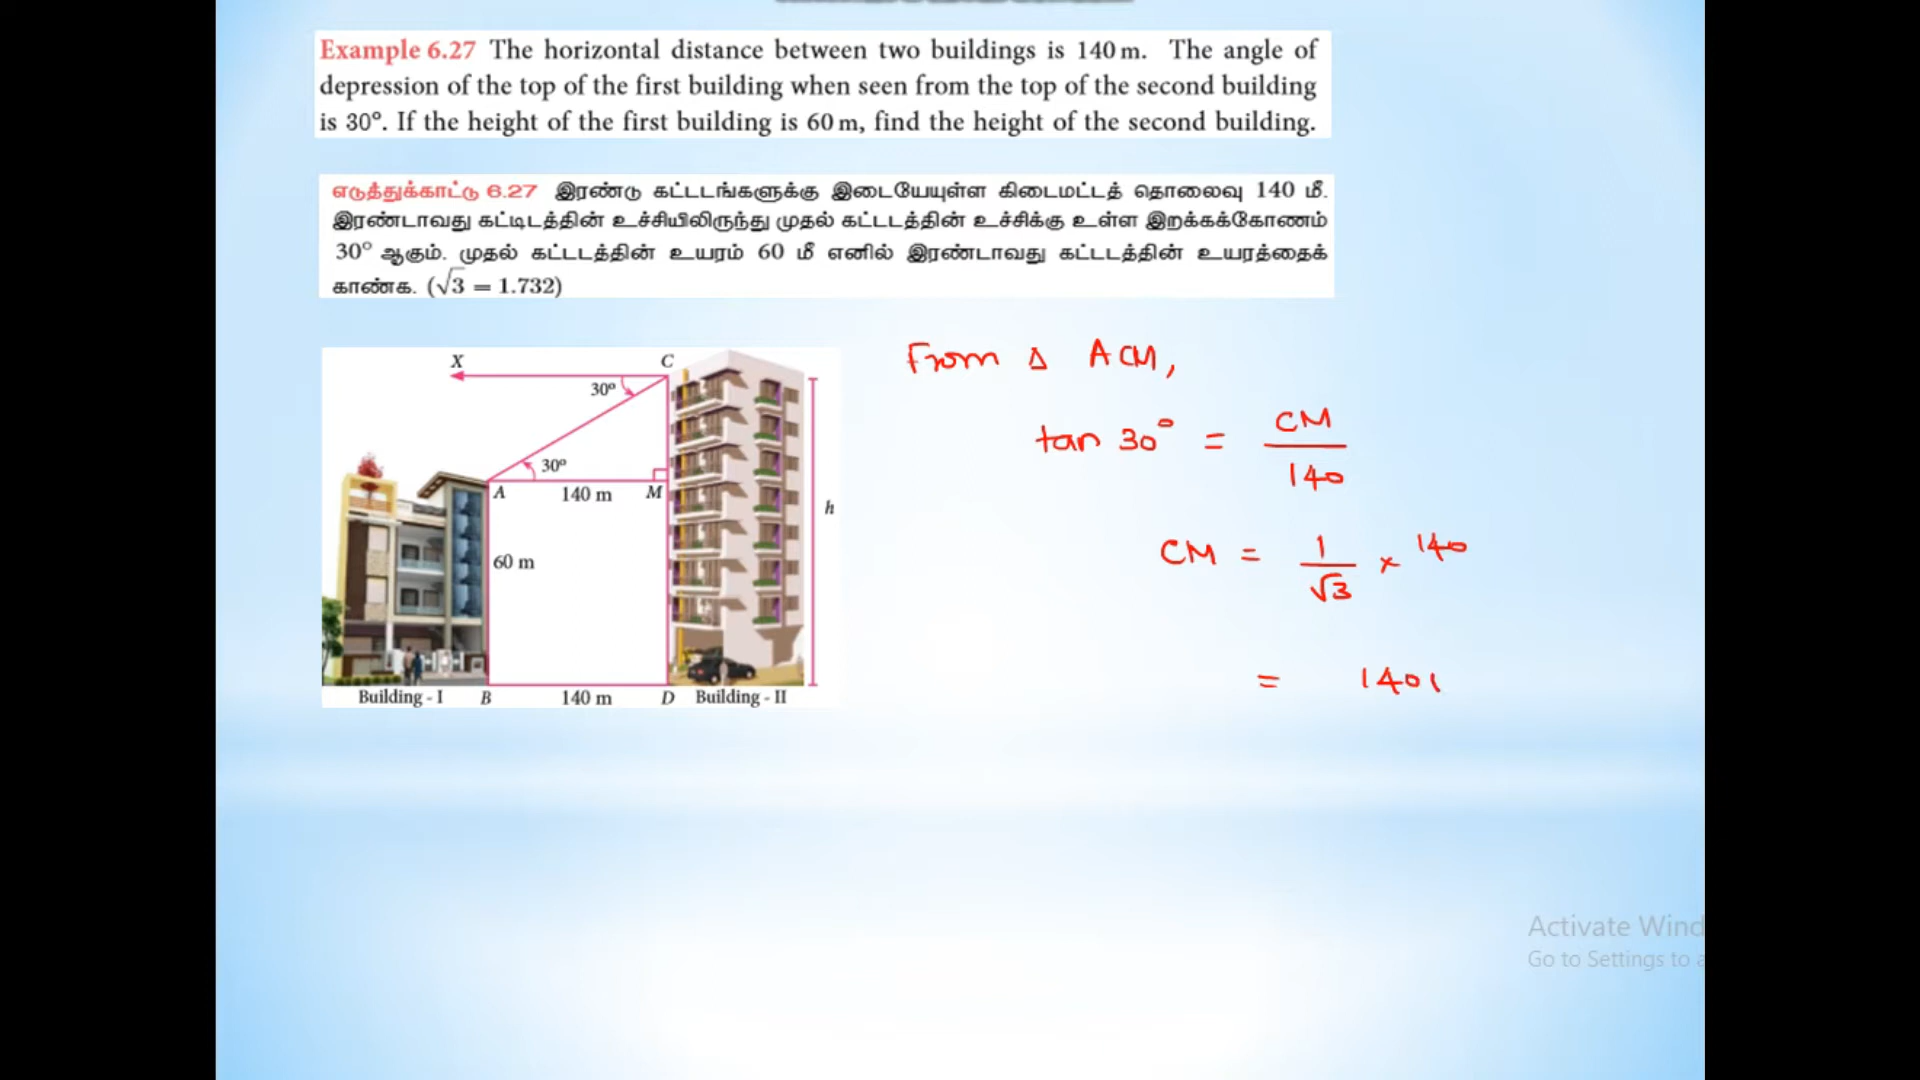 Example 6.27 The horizontal distance between two buildings is 140 m. The angle of
depression of the top of the first building when seen from the top of the second building
is 30º. If the height of the first building is 60 m, find the height of the second building.
எடுத்துக்காட்டு 6.27 இரண்டு கட்டடங்களுக்கு இடையேயுள்ள கிடைமட்டத் தொலைவு 140 மீ.
இரண்டாவது கட்டிடத்தின் உச்சியிலிருந்து முதல் கட்டடத்தின் உச்சிக்கு உள்ள இறக்கக்கோணம்
30° ஆகும். முதல் கட்டடத்தின் உயரம் 60 மீ எனில் இரண்டாவது கட்டடத்தின் உயரத்தைக்
காண்க. (√3 = 1.732)
X C
30º
30º
A 140 m M
h
60 m
Building - I B 140 m D Building - II
From Δ ACM,
tan 30° = CM / 140
CM = 1 / √3 × 140
= 140
Activate Wind
Go to Settings to a